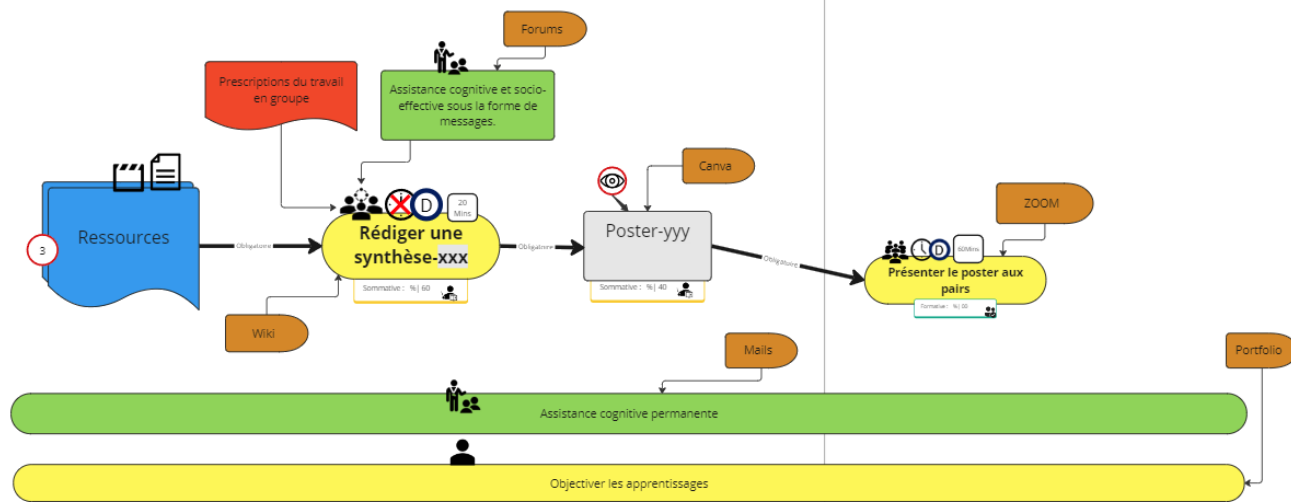 Forums
Prescriptions du travail
en groupe
Assistance cognitive et socio-
effective sous la forme de
messages.
Canva
ZOOM
3
Ressources
Obligatoire
D
20
Mins
Rédiger une
synthèse-xxx
Sommative : %| 60
Obligatoire
Poster-yyy
Sommative : %| 40
Obligatoire
D
60Mins
Présenter le poster aux
pairs
Formative : %| 00
Wiki
Mails
Portfolio
Assistance cognitive permanente
Objectiver les apprentissages